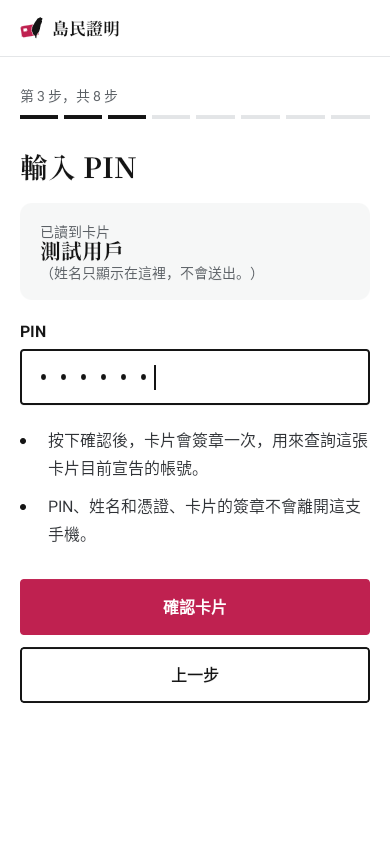 島民證明
第 3 步，共 8 步
輸入 PIN
已讀到卡片
測試用戶
（姓名只顯示在這裡，不會送出。）
PIN
••••••
• 按下確認後，卡片會簽章一次，用來查詢這張
卡片目前宣告的帳號。
• PIN、姓名和憑證、卡片的簽章不會離開這支
手機。
確認卡片
上一步